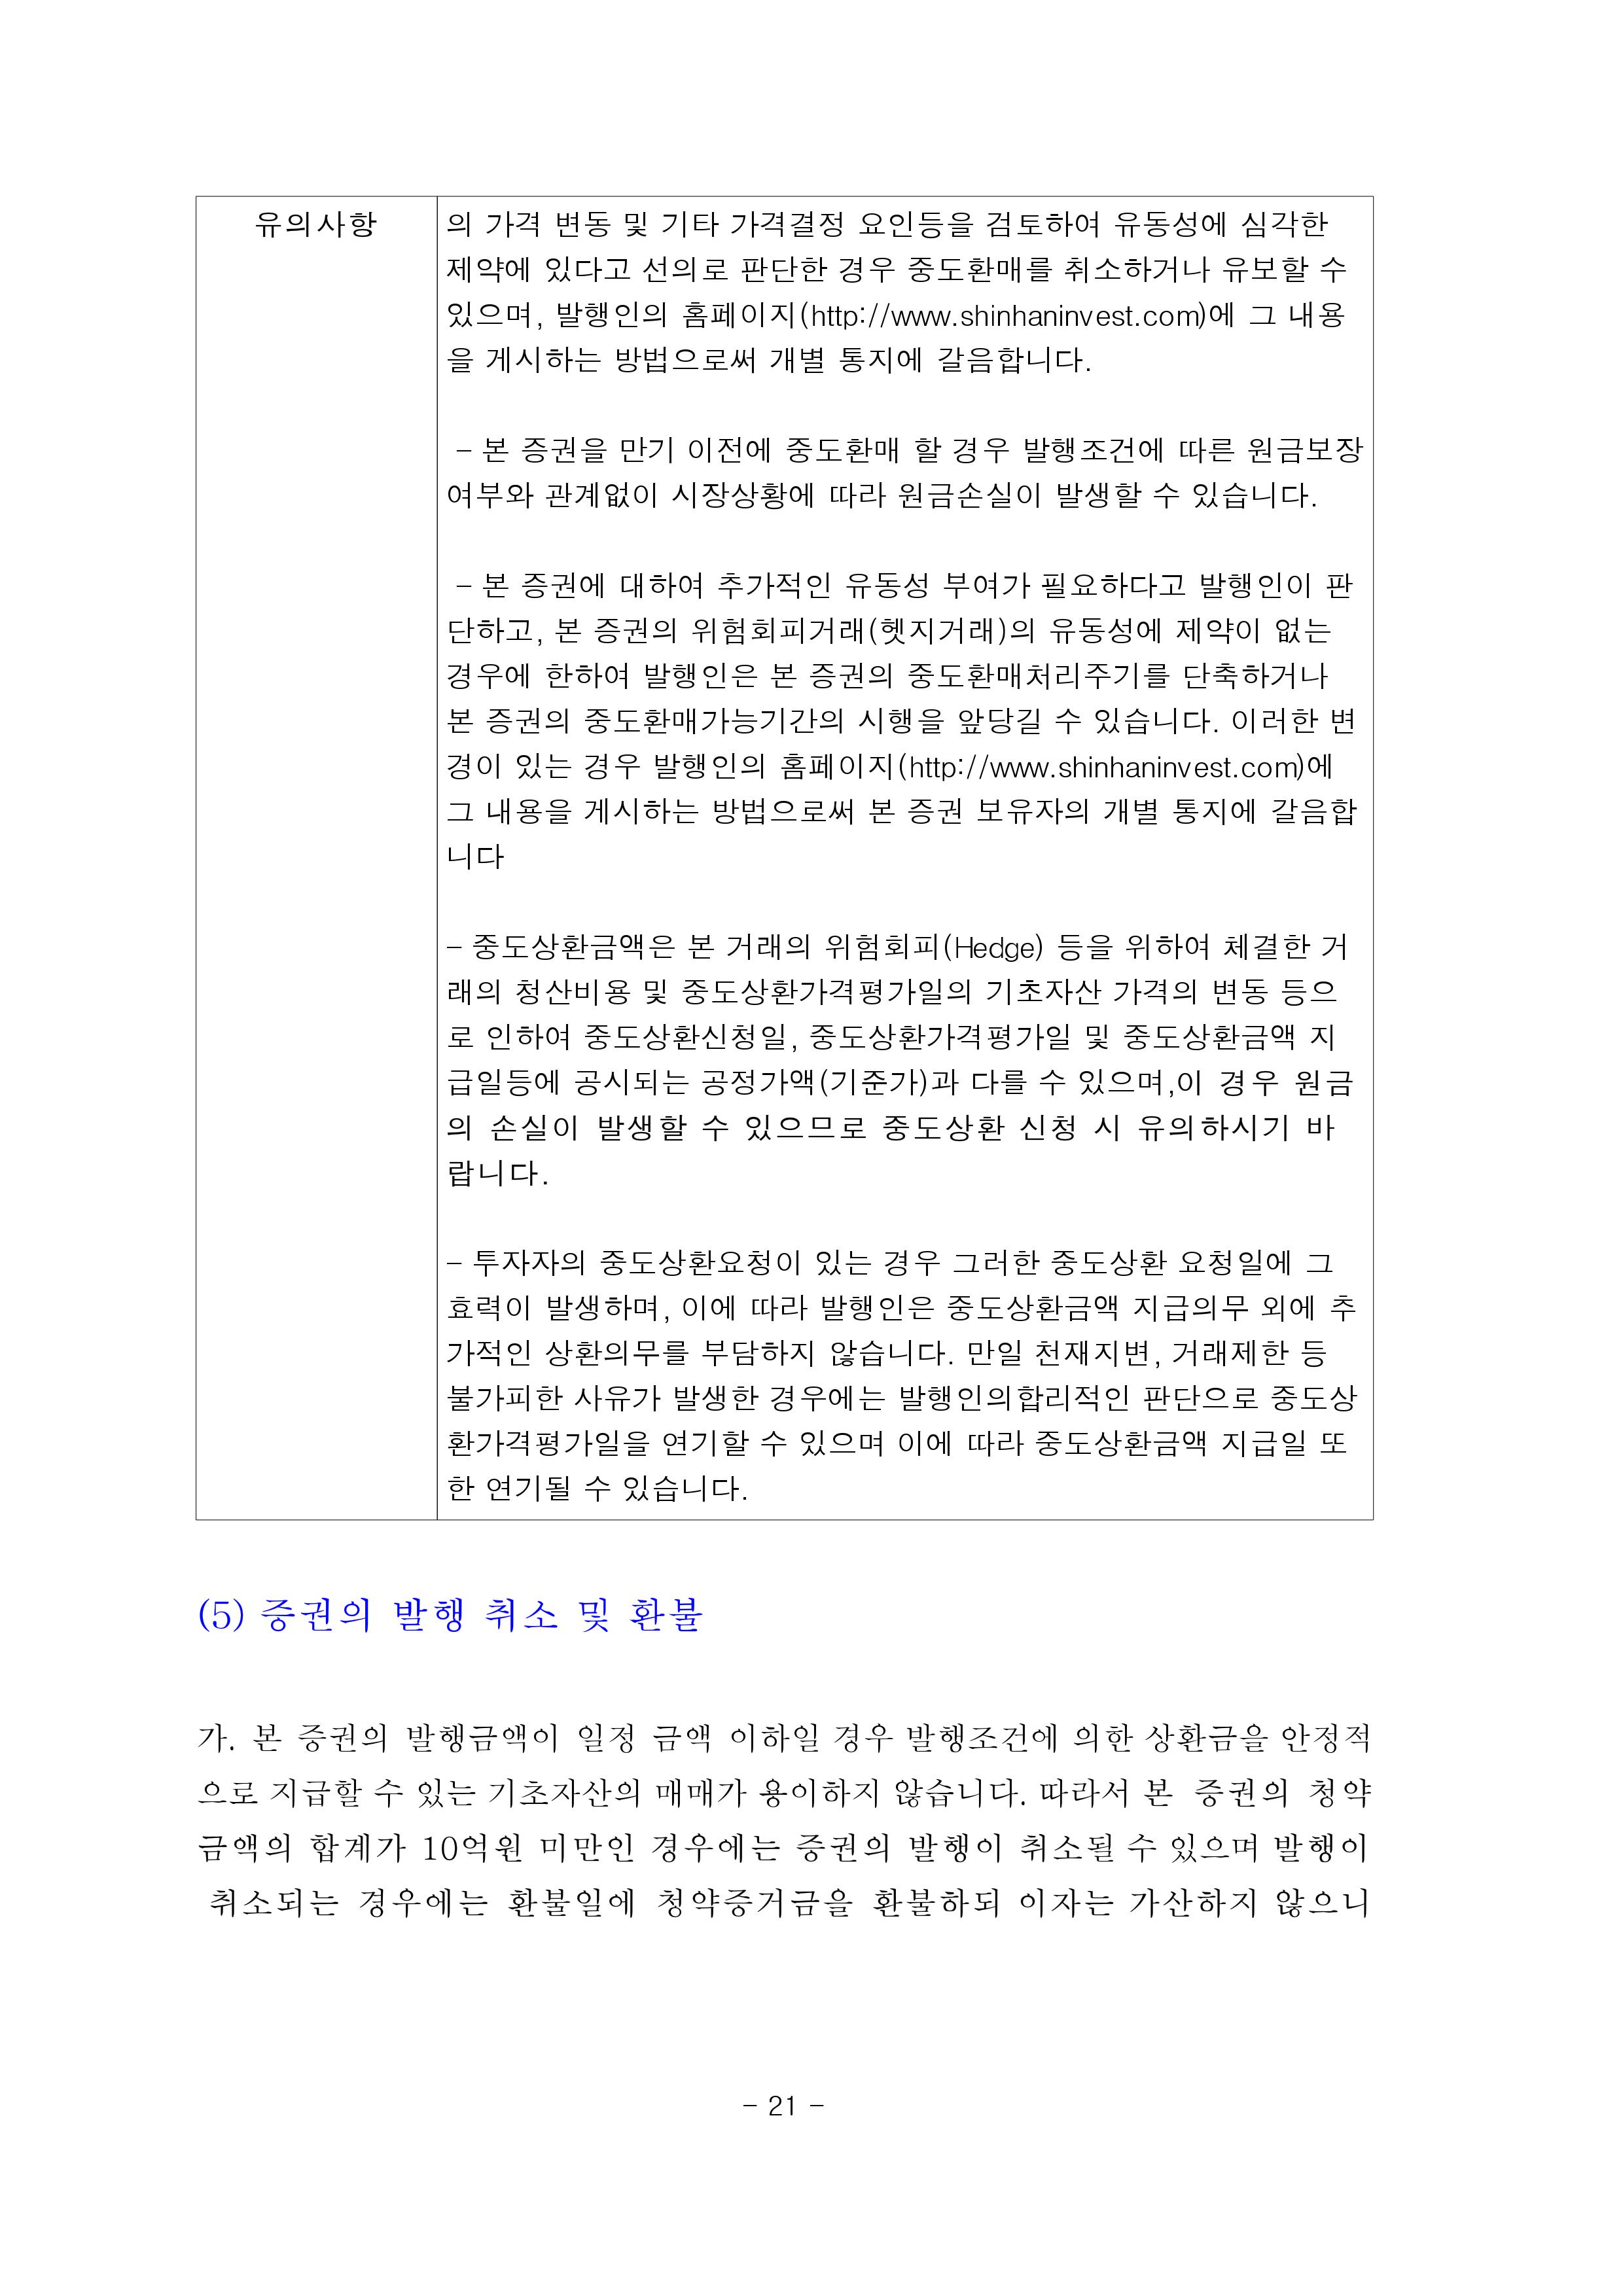 유의사항
의 가격 변동 및 기타 가격결정 요인등을 검토하여 유동성에 심각한
제약에 있다고 선의로 판단한 경우 중도환매를 취소하거나 유보할 수
있으며, 발행인의 홈페이지(http://www.shinhaninvest.com)에 그 내용
을 게시하는 방법으로써 개별 통지에 갈음합니다.
- 본 증권을 만기 이전에 중도환매 할 경우 발행조건에 따른 원금보장
여부와 관계없이 시장상황에 따라 원금손실이 발생할 수 있습니다.
- 본 증권에 대하여 추가적인 유동성 부여가 필요하다고 발행인이 판
단하고, 본 증권의 위험회피거래(헷지거래)의 유동성에 제약이 없는
경우에 한하여 발행인은 본 증권의 중도환매처리주기를 단축하거나
본 증권의 중도환매가능기간의 시행을 앞당길 수 있습니다. 이러한 변
경이 있는 경우 발행인의 홈페이지(http://www.shinhaninvest.com)에
그 내용을 게시하는 방법으로써 본 증권 보유자의 개별 통지에 갈음합
니다
- 중도상환금액은 본 거래의 위험회피(Hedge) 등을 위하여 체결한 거
래의 청산비용 및 중도상환가격평가일의 기초자산 가격의 변동 등으
로 인하여 중도상환신청일, 중도상환가격평가일 및 중도상환금액 지
급일등에 공시되는 공정가액(기준가)과 다를 수 있으며,이 경우 원금
의 손실이 발생할 수 있으므로 중도상환 신청 시 유의하시기 바
랍니다.
- 투자자의 중도상환요청이 있는 경우 그러한 중도상환 요청일에 그
효력이 발생하며, 이에 따라 발행인은 중도상환금액 지급의무 외에 추
가적인 상환의무를 부담하지 않습니다. 만일 천재지변, 거래제한 등
불가피한 사유가 발생한 경우에는 발행인의합리적인 판단으로 중도상
환가격평가일을 연기할 수 있으며 이에 따라 중도상환금액 지급일 또
한 연기될 수 있습니다.
(5) 증권의 발행 취소 및 환불
가. 본 증권의 발행금액이 일정 금액 이하일 경우 발행조건에 의한 상환금을 안정적
으로 지급할 수 있는 기초자산의 매매가 용이하지 않습니다. 따라서 본 증권의 청약
금액의 합계가 10억원 미만인 경우에는 증권의 발행이 취소될 수 있으며 발행이
취소되는 경우에는 환불일에 청약증거금을 환불하되 이자는 가산하지 않으니
- 21 -